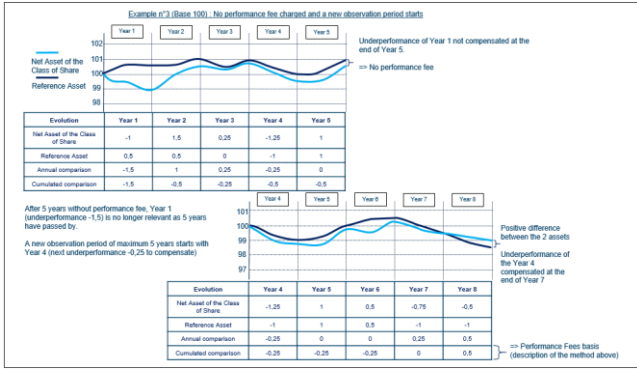 Example n°3 (Base 100) : No performance fee charged and a new observation period starts
Year 1 Year 2 Year 3 Year 4 Year 5
Net Asset of the
Class of Share
Reference Asset
102
101
100
99
98
Underperformance of Year 1 not compensated at the
end of Year 5.
=> No performance fee
Evolution Year 1 Year 2 Year 3 Year 4 Year 5
Net Asset of the Class
of Share
-1 1,5 0,25 -1,25 1
Reference Asset 0,5 0,5 0 -1 1
Annual comparison -1,5 1 0,25 -0,25 0
Cumulated comparison -1,5 -0,5 -0,25 -0,5 -0,5
After 5 years without performance fee, Year 1
(underperformance -1,5) is no longer relevant as 5 years
have passed by.
A new observation period of maximum 5 years starts with
Year 4 (next underperformance -0,25 to compensate)
Year 4 Year 5 Year 6 Year 7 Year 8
101
100
99
98
97
Positive difference
between the 2 assets
Underperformance of
the Year 4
compensated at the
end of Year 7
Evolution Year 4 Year 5 Year 6 Year 7 Year 8
Net Asset of the Class
of Share
-1,25 1 0,5 -0,75 -0,5
Reference Asset -1 1 0,5 -1 -1
Annual comparison -0,25 0 0 0,25 0,5
Cumulated comparison -0,25 -0,25 -0,25 0 0,5
=> Performance Fees basis
(description of the method above)